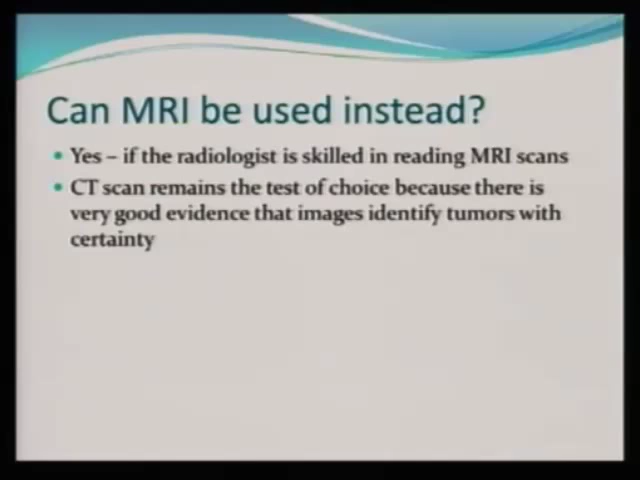 Can MRI be used instead?
• Yes – if the radiologist is skilled in reading MRI scans
• CT scan remains the test of choice because there is
very good evidence that images identify tumors with
certainty